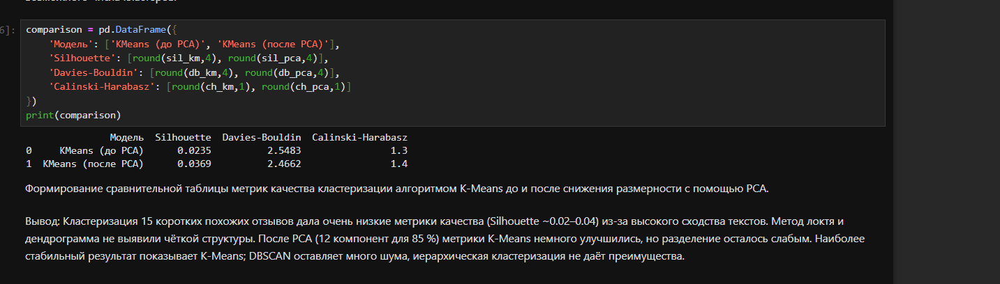 6]:
comparison = pd.DataFrame({
    'Модель': ['KMeans (до PCA)', 'KMeans (после PCA)'],
    'Silhouette': [round(sil_km,4), round(sil_pca,4)],
    'Davies-Bouldin': [round(db_km,4), round(db_pca,4)],
    'Calinski-Harabasz': [round(ch_km,1), round(ch_pca,1)]
})
print(comparison)
Модель Silhouette Davies-Bouldin Calinski-Harabasz
0 KMeans (до PCA) 0.0235 2.5483 1.3
1 KMeans (после PCA) 0.0369 2.4662 1.4
Формирование сравнительной таблицы метрик качества кластеризации алгоритмом K-Means до и после снижения размерности с помощью PCA.
Вывод: Кластеризация 15 коротких похожих отзывов дала очень низкие метрики качества (Silhouette ~0.02–0.04) из-за высокого сходства текстов. Метод локтя и
дендрограмма не выявили чёткой структуры. После PCA (12 компонент для 85 %) метрики K-Means немного улучшились, но разделение осталось слабым. Наиболее
стабильный результат показывает K-Means; DBSCAN оставляет много шума, иерархическая кластеризация не даёт преимущества.